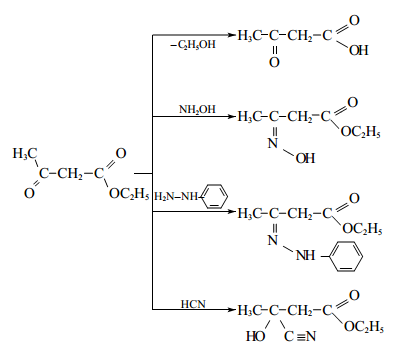 H₃C–C–CH₂–C
O
O
OH
–C₂H₅OH
NH₂OH
H₃C–C–CH₂–C
O
OC₂H₅
N
OH
H₃C
C–CH₂–C
O
O
OC₂H₅
H₂N–NH
H₃C–C–CH₂–C
O
OC₂H₅
N
NH
HCN
H₃C–C–CH₂–C
O
OC₂H₅
HO
C≡N